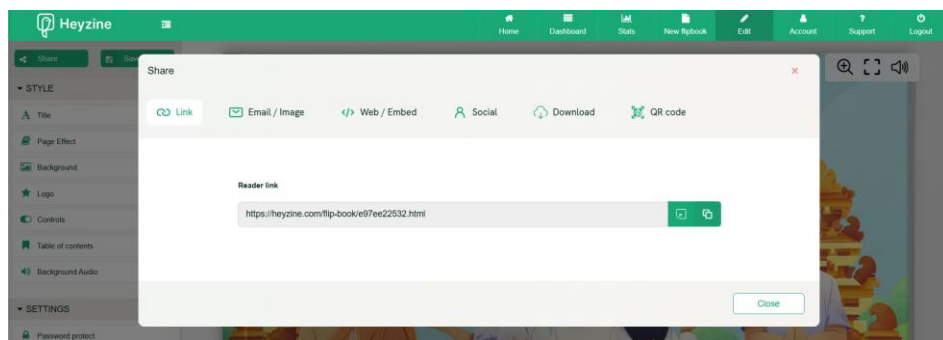 Heyzine
Home
Dashboard
Stats
New flipbook
Edit
Account
Support
Logout
Share
Share
STYLE
Title
Page Effect
Background
Logo
Controls
Table of contents
Background Audio
SETTINGS
Password protect
Link
Email / Image
Web / Embed
Social
Download
QR code
Reader link
https://heyzine.com/flip-book/e97ee22532.html
Close